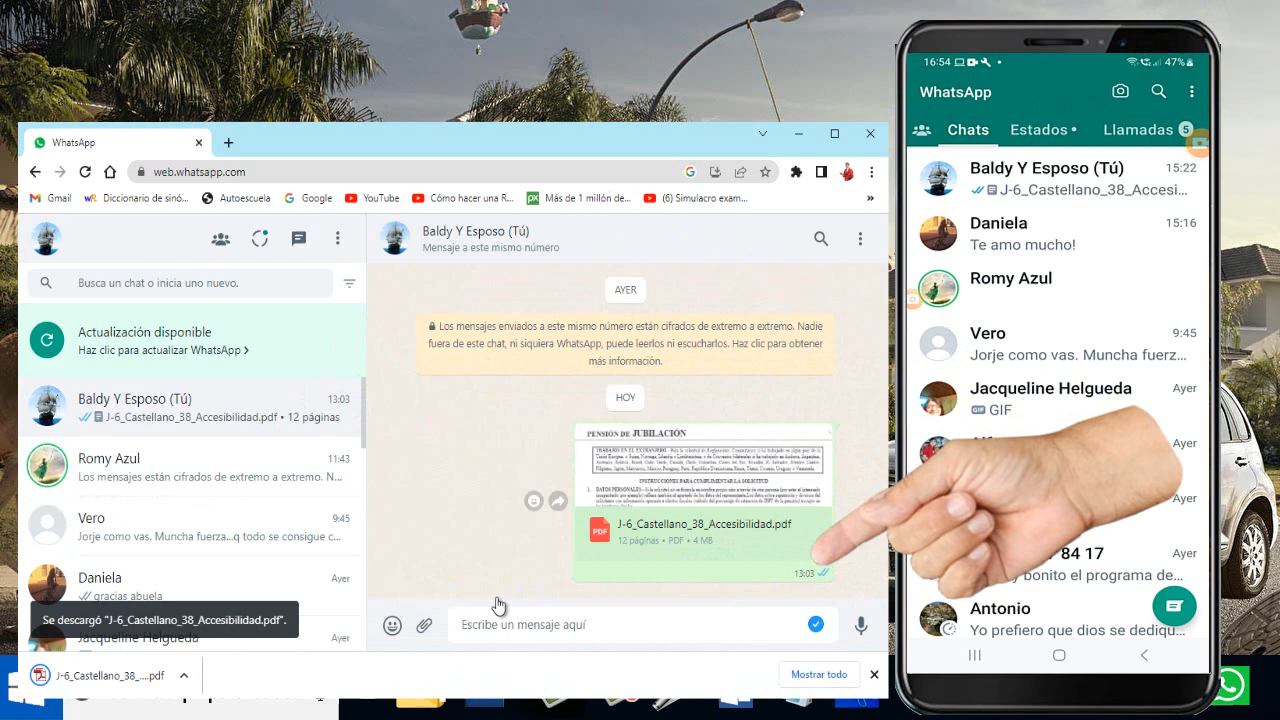 WhatsApp
web.whatsapp.com
Gmail
Diccionario de sinó...
Autoescuela
Google
YouTube
Cómo hacer una R...
Más de 1 millón de...
(6) Simulacro exam...
»
Busca un chat o inicia uno nuevo.
Actualización disponible
Haz clic para actualizar WhatsApp >
Baldy Y Esposo (Tú)
13:03
J-6_Castellano_38_Accesibilidad.pdf • 12 páginas
Romy Azul
11:43
Los mensajes están cifrados de extremo a extremo. N...
Vero
9:45
Jorje como vas. Muncha fuerza...q todo se consigue c...
Daniela
Ayer
gracias abuela
Jacqueline Helgueda
Ayer
Se descargó "J-6_Castellano_38_Accesibilidad.pdf".
Baldy Y Esposo (Tú)
Mensaje a este mismo número
AYER
Los mensajes enviados a este mismo número están cifrados de extremo a extremo. Nadie
fuera de este chat, ni siquiera WhatsApp, puede leerlos ni escucharlos. Haz clic para obtener
más información.
HOY
PENSIÓN DE JUBILACIÓN
INSTRUCCIONES PARA CUMPLIMENTAR LA SOLICITUD
PDF
J-6_Castellano_38_Accesibilidad.pdf
12 páginas • PDF • 4 MB
13:03
Escribe un mensaje aquí
J-6_Castellano_38_....pdf
Mostrar todo
16:54
47%
WhatsApp
Chats
Estados •
Llamadas 5
Baldy Y Esposo (Tú)
15:22
J-6_Castellano_38_Accesi...
Daniela
15:16
Te amo mucho!
Romy Azul
Vero
9:45
Jorje como vas. Muncha fuerz...
Jacqueline Helgueda
Ayer
GIF GIF
Ayer
Ayer
84 17
Ayer
bonito el programa de...
Antonio
Yo prefiero que dios se dediqu...